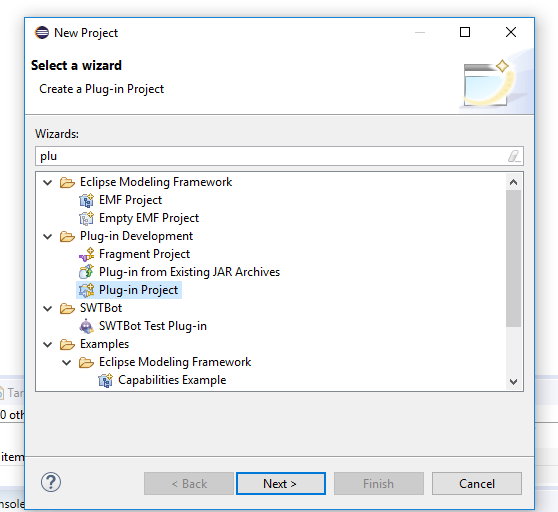 New Project
Select a wizard
Create a Plug-in Project
Wizards:
plu
Eclipse Modeling Framework
EMF Project
Empty EMF Project
Plug-in Development
Fragment Project
Plug-in from Existing JAR Archives
Plug-in Project
SWTBot
SWTBot Test Plug-in
Examples
Eclipse Modeling Framework
Capabilities Example
Tar
0 oth
item
nsole
? < Back Next > Finish Cancel